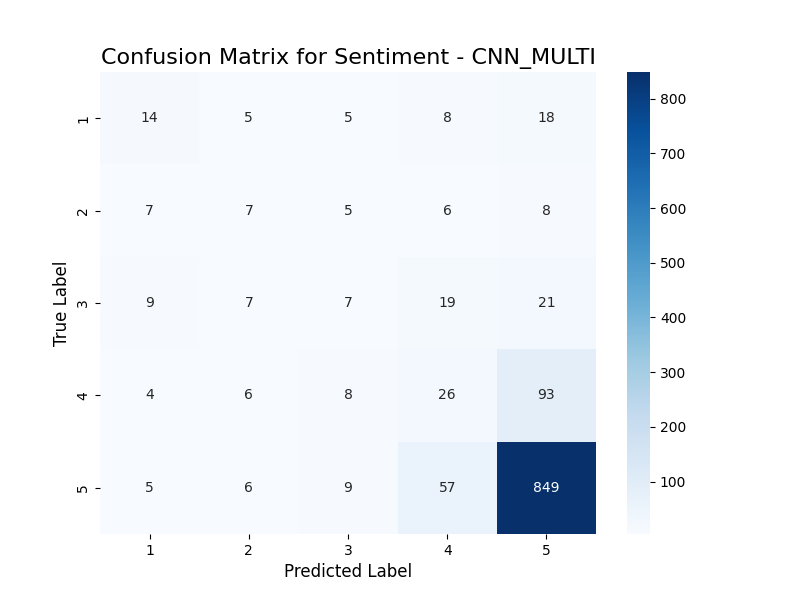 Confusion Matrix for Sentiment - CNN_MULTI
True Label
1 14 5 5 8 18
2 7 7 5 6 8
3 9 7 7 19 21
4 4 6 8 26 93
5 5 6 9 57 849
1 2 3 4 5
Predicted Label
800
700
600
500
400
300
200
100